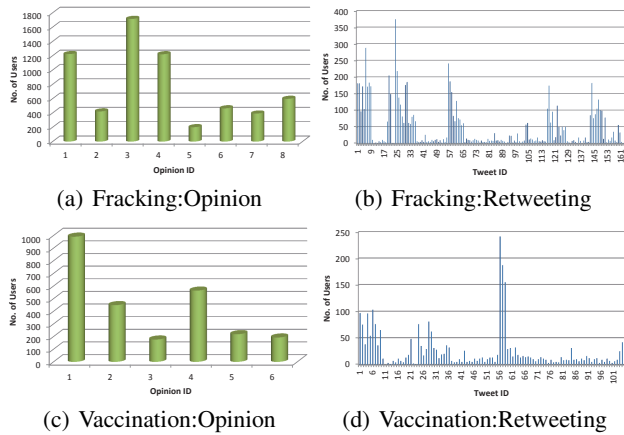 1800
1600
1400
1200
1000
800
600
400
200
0
No. of Users
1 2 3 4 5 6 7 8
Opinion ID
(a) Fracking:Opinion
400
350
300
250
200
150
100
50
0
No. of Users
1 9 17 25 33 41 49 57 65 73 81 89 97 105 113 121 129 137 145 153 161
Tweet ID
(b) Fracking:Retweeting
1000
900
800
700
600
500
400
300
200
100
0
No. of Users
1 2 3 4 5 6
Opinion ID
(c) Vaccination:Opinion
250
200
150
100
50
0
No. of Users
1 6 11 16 21 26 31 36 41 46 51 56 61 66 71 76 81 86 91 96 101
Tweet ID
(d) Vaccination:Retweeting